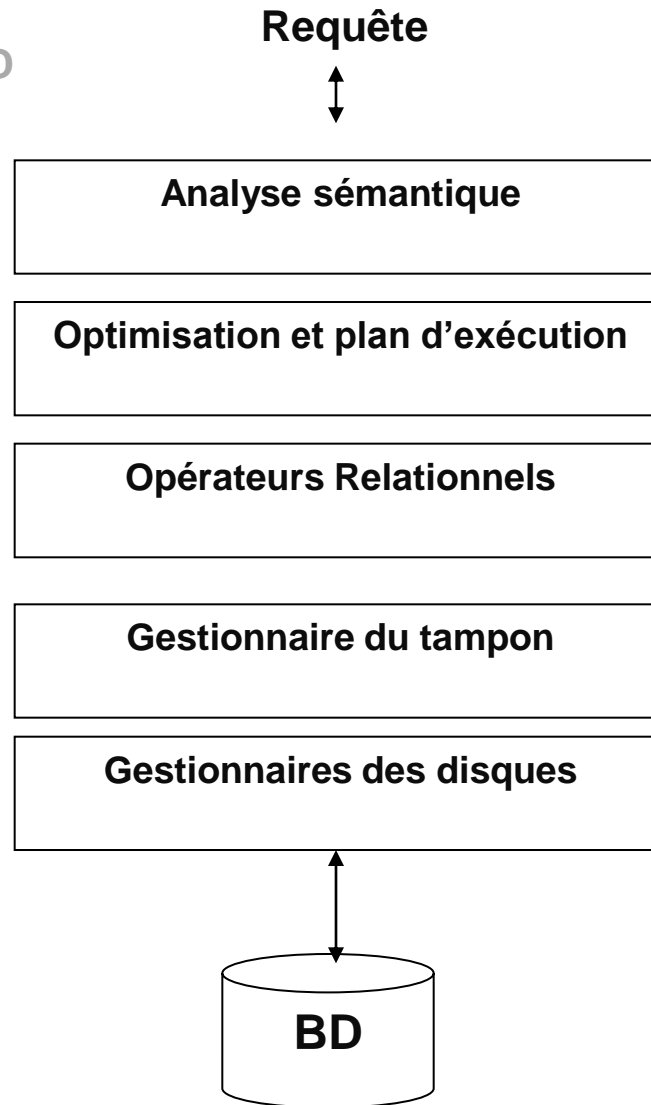 Requête
Analyse sémantique
Optimisation et plan d’exécution
Opérateurs Relationnels
Gestionnaire du tampon
Gestionnaires des disques
BD